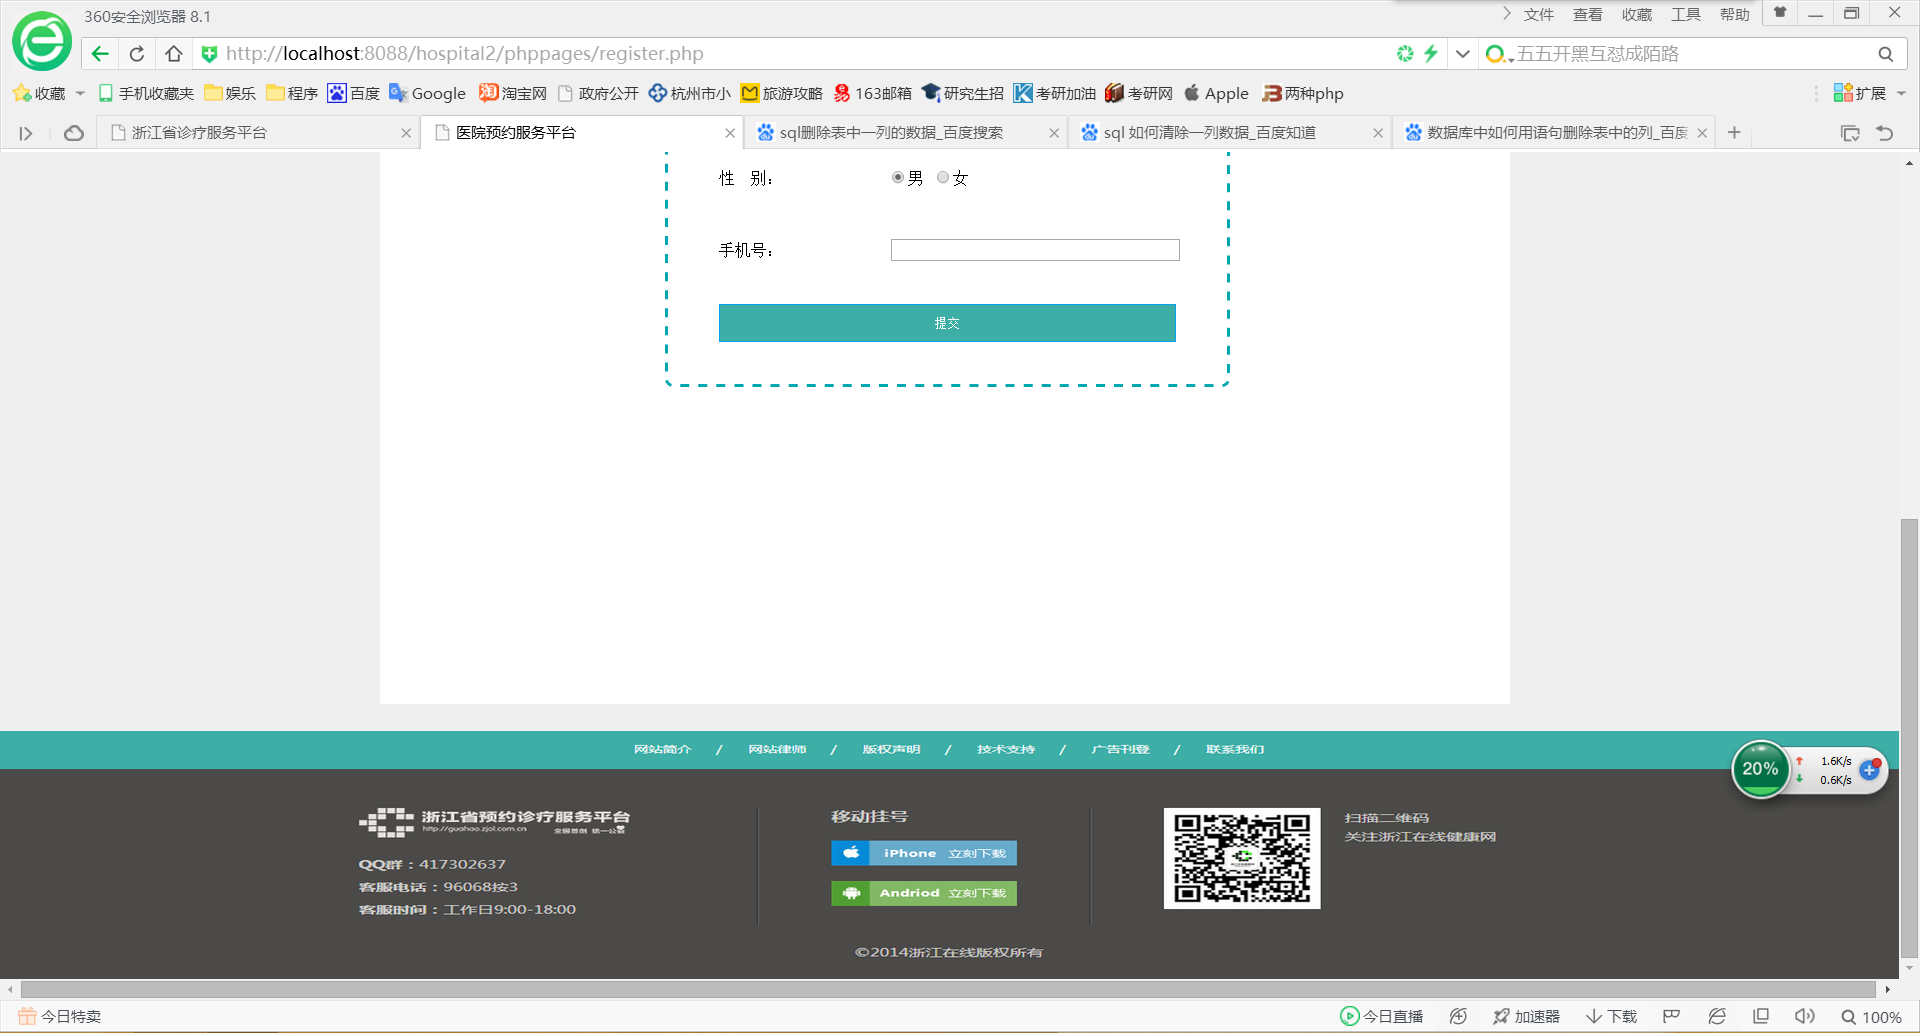 360安全浏览器 8.1
文件 查看 收藏 工具 帮助
http://localhost:8088/hospital2/phppages/register.php
五五开黑互怼成陌路
收藏 手机收藏夹 娱乐 程序 百度 Google 淘宝网 政府公开 杭州市小 旅游攻略 163邮箱 研究生招 考研加油 考研网 Apple 两种php 扩展
浙江省诊疗服务平台 医院预约服务平台 sql删除表中一列的数据_百度搜索 sql 如何清除一列数据_百度知道 数据库中如何用语句删除表中的列_百度
性 别：
男 女
手机号：
提交
网站简介 / 网站律师 / 版权声明 / 技术支持 / 广告刊登 / 联系我们
20% 1.6K/s
0.6K/s
浙江省预约诊疗服务平台
http://guahao.zjol.com.cn 全国首创 统一公益
QQ群：417302637
客服电话：96068按3
客服时间：工作日9:00-18:00
移动挂号
iPhone 立刻下载
Andriod 立刻下载
扫描二维码
关注浙江在线健康网
©2014浙江在线版权所有
今日特卖
今日直播 加速器 下载 100%